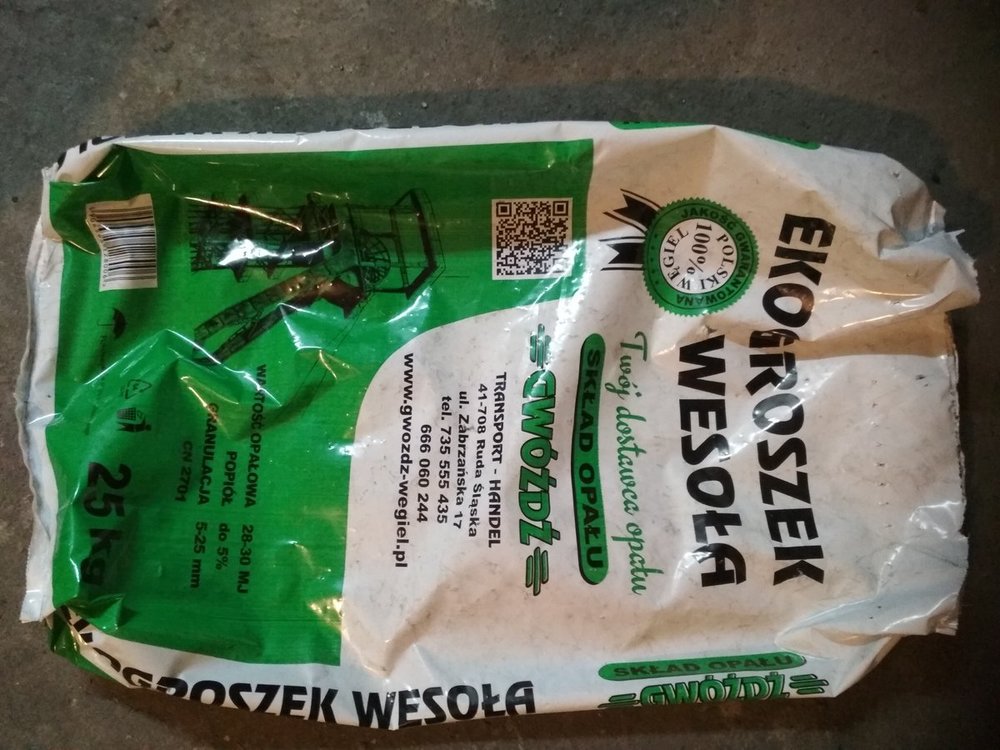 EKOGROSZEK
WESOŁA
JAKOŚĆ GWARANTOWANA
POLSKI WĘGIEL
100%
Twój dostawca opału
SKŁAD OPAŁU
GWÓŹDŹ
TRANSPORT - HANDEL
41-708 Ruda Śląska
ul. Zabrzańska 17
tel. 735 555 435
666 060 244
www.gwozdz-wegiel.pl
WARTOŚĆ OPAŁOWA 28-30 MJ
POPIÓŁ do 5%
GRANULACJA 5-25 mm
CN 2701
25 kg
GROSZEK WESOŁA
SKŁAD OPAŁU
GWÓŹDŹ